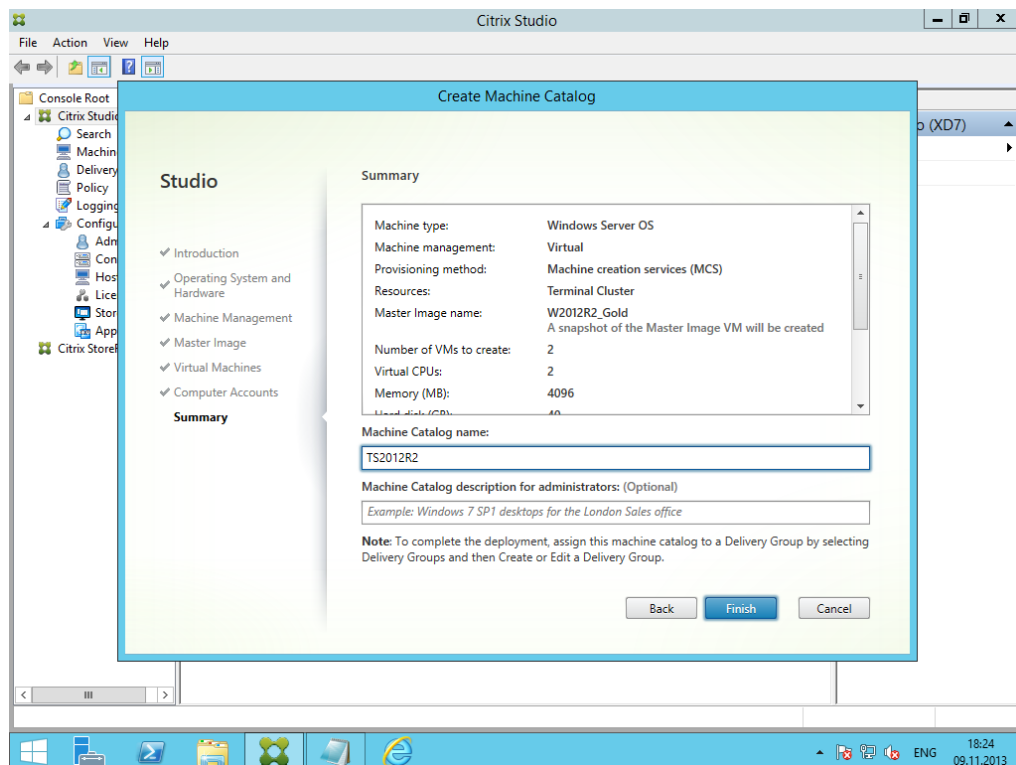 Citrix Studio
File Action View Help
Create Machine Catalog
Console Root
Citrix Studio
Search
Machin
Delivery
Policy
Logging
Configu
Adm
Con
Hos
Lice
Stor
App
Citrix StoreF
o (XD7)
Studio
Introduction
Operating System and
Hardware
Machine Management
Master Image
Virtual Machines
Computer Accounts
Summary
Summary
Machine type: Windows Server OS
Machine management: Virtual
Provisioning method: Machine creation services (MCS)
Resources: Terminal Cluster
Master Image name: W2012R2_Gold
A snapshot of the Master Image VM will be created
Number of VMs to create: 2
Virtual CPUs: 2
Memory (MB): 4096
Hard disk (GB): 40
Machine Catalog name:
TS2012R2
Machine Catalog description for administrators: (Optional)
Example: Windows 7 SP1 desktops for the London Sales office
Note: To complete the deployment, assign this machine catalog to a Delivery Group by selecting
Delivery Groups and then Create or Edit a Delivery Group.
Back Finish Cancel
ENG 18:24
09.11.2013